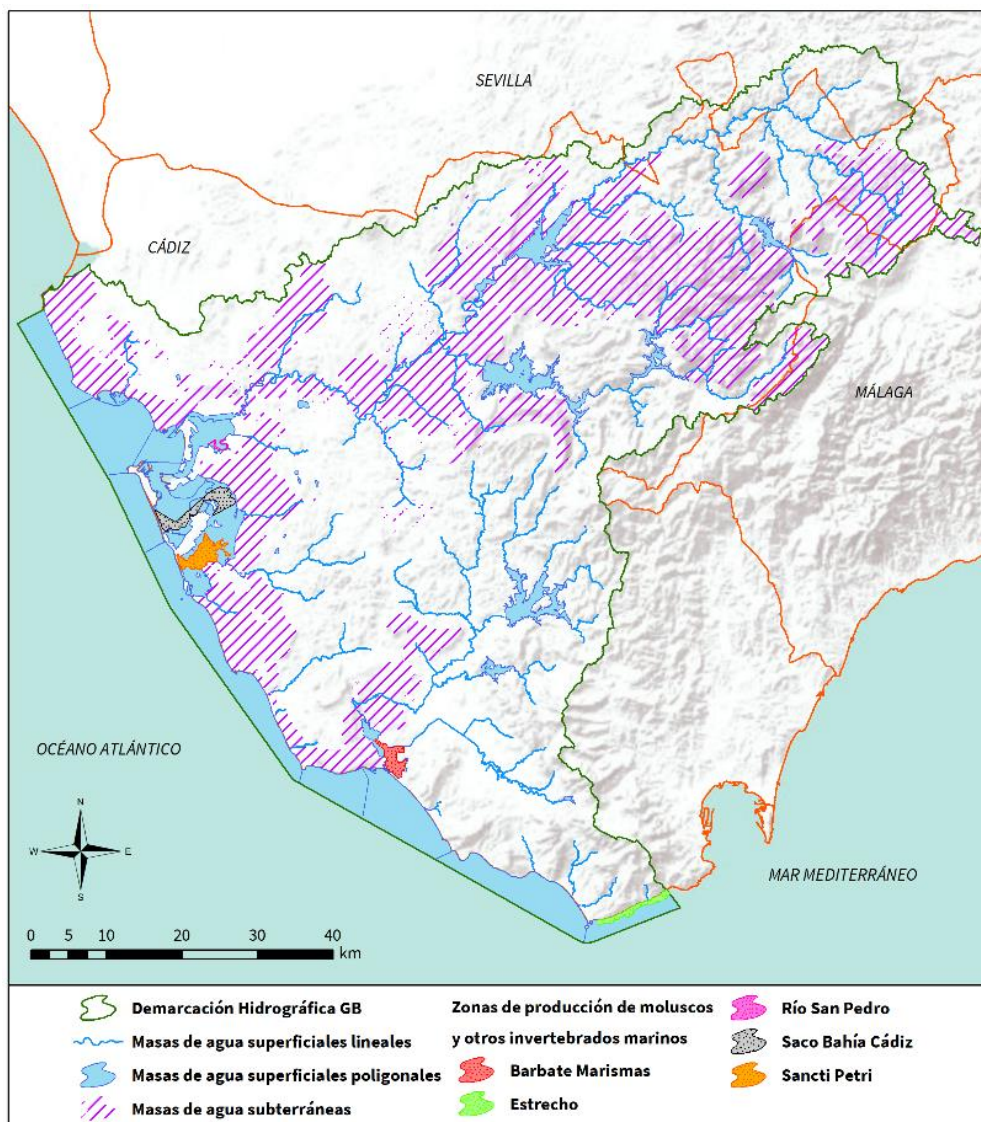 SEVILLA
CÁDIZ
MÁLAGA
OCÉANO ATLÁNTICO
MAR MEDITERRÁNEO
N
W E
S
0 5 10 20 30 40
km
Demarcación Hidrográfica GB
Masas de agua superficiales lineales
Masas de agua superficiales poligonales
Masas de agua subterráneas
Zonas de producción de moluscos
y otros invertebrados marinos
Barbate Marismas
Estrecho
Río San Pedro
Saco Bahía Cádiz
Sancti Petri